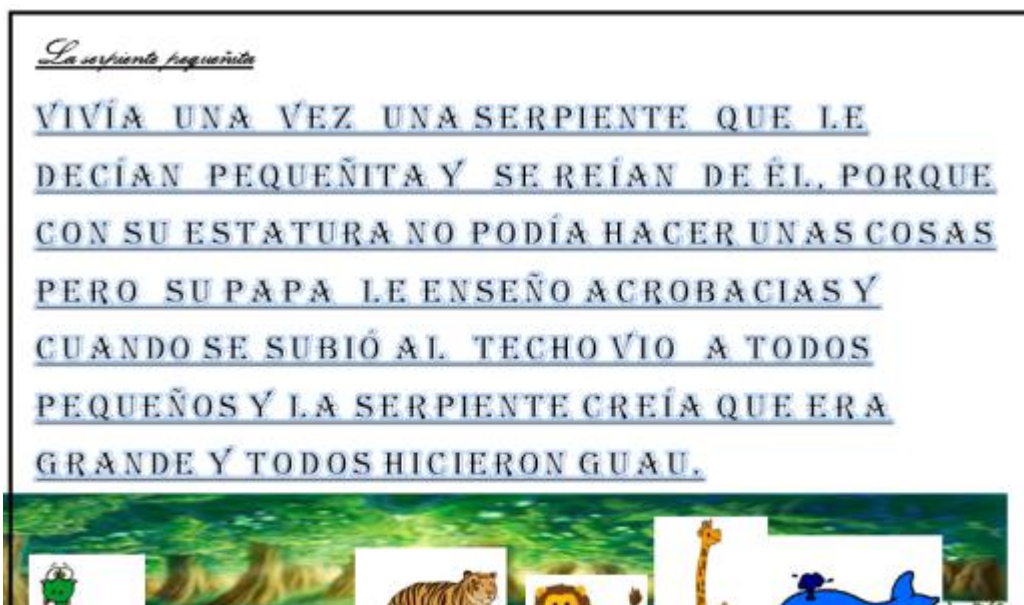 La serpiente pequeñita
VIVÍA UNA VEZ UNA SERPIENTE QUE LE
DECÍAN PEQUEÑITA Y SE REÍAN DE ÉL, PORQUE
CON SU ESTATURA NO PODÍA HACER UNAS COSAS
PERO SU PAPA LE ENSEÑO ACROBACIAS Y
CUANDO SE SUBIÓ AL TECHO VIO A TODOS
PEQUEÑOS Y LA SERPIENTE CREÍA QUE ERA
GRANDE Y TODOS HICIERON GUAU.